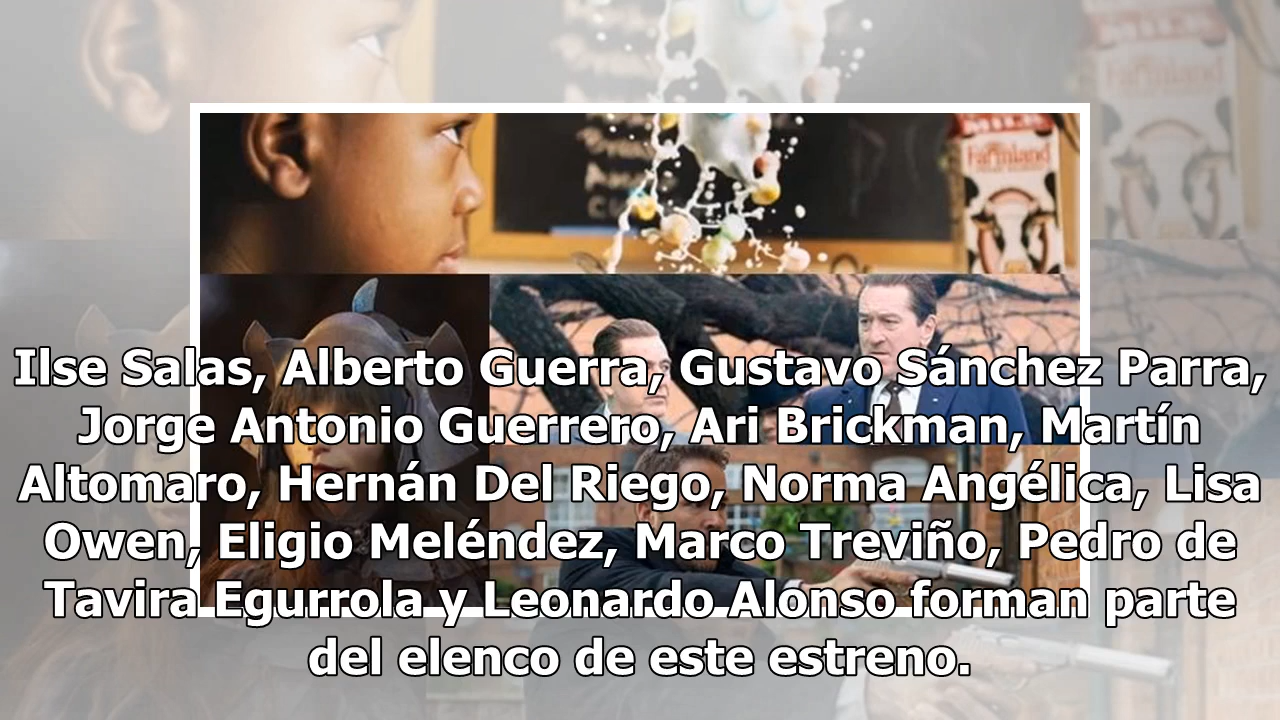 MILK
Farmland
Ilse Salas, Alberto Guerra, Gustavo Sánchez Parra,
Jorge Antonio Guerrero, Ari Brickman, Martín
Altomaro, Hernán Del Riego, Norma Angélica, Lisa
Owen, Eligio Meléndez, Marco Treviño, Pedro de
Tavira Egurrola y Leonardo Alonso forman parte
del elenco de este estreno.